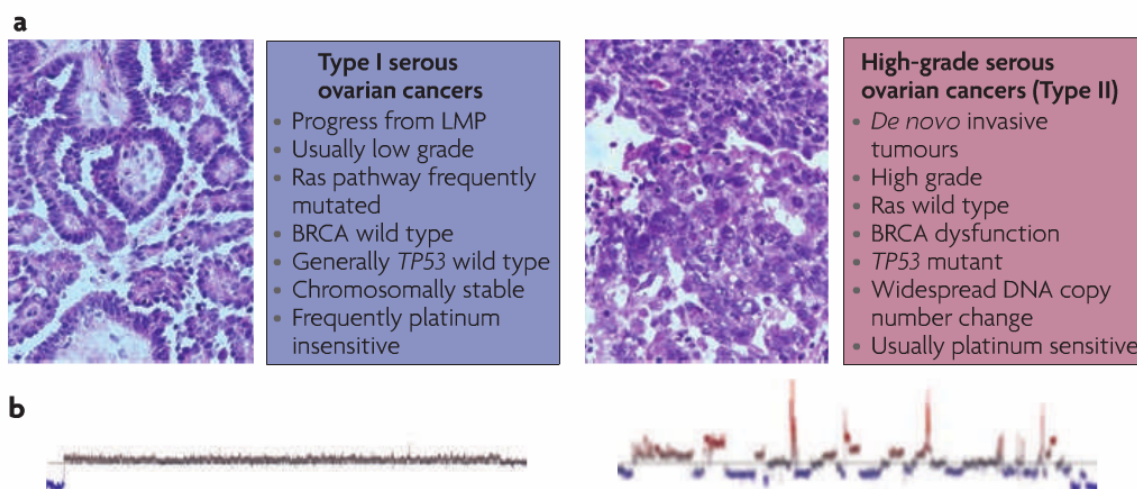 a
Type I serous
ovarian cancers
• Progress from LMP
• Usually low grade
• Ras pathway frequently
mutated
• BRCA wild type
• Generally TP53 wild type
• Chromosomally stable
• Frequently platinum
insensitive
High-grade serous
ovarian cancers (Type II)
• De novo invasive
tumours
• High grade
• Ras wild type
• BRCA dysfunction
• TP53 mutant
• Widespread DNA copy
number change
• Usually platinum sensitive
b